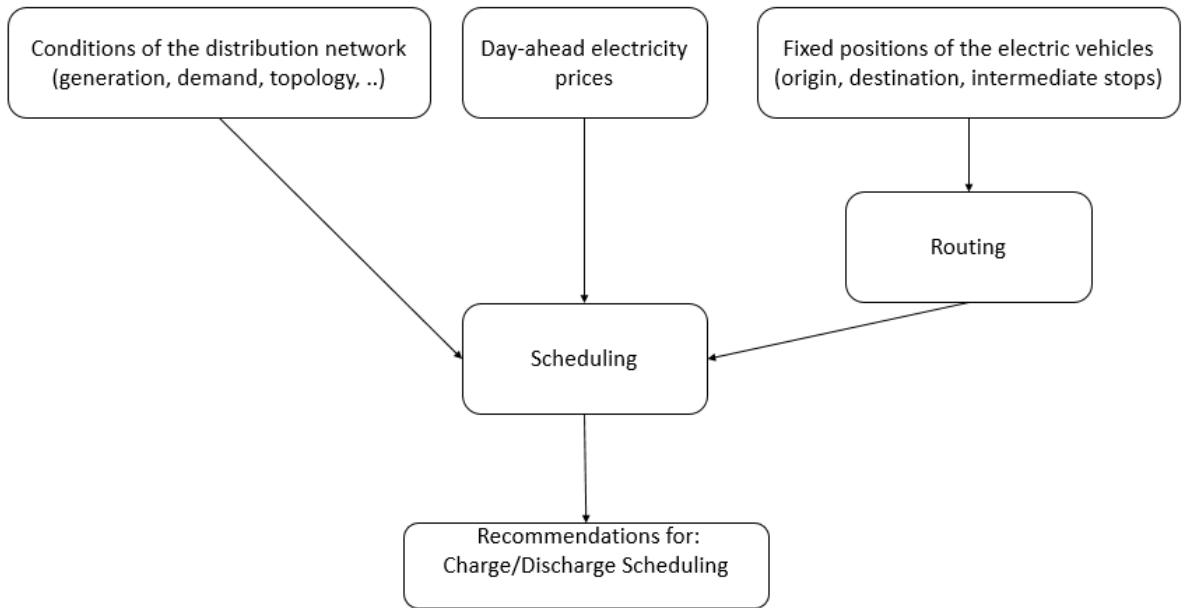 Conditions of the distribution network
(generation, demand, topology, ..)
Day-ahead electricity
prices
Fixed positions of the electric vehicles
(origin, destination, intermediate stops)
Routing
Scheduling
Recommendations for:
Charge/Discharge Scheduling